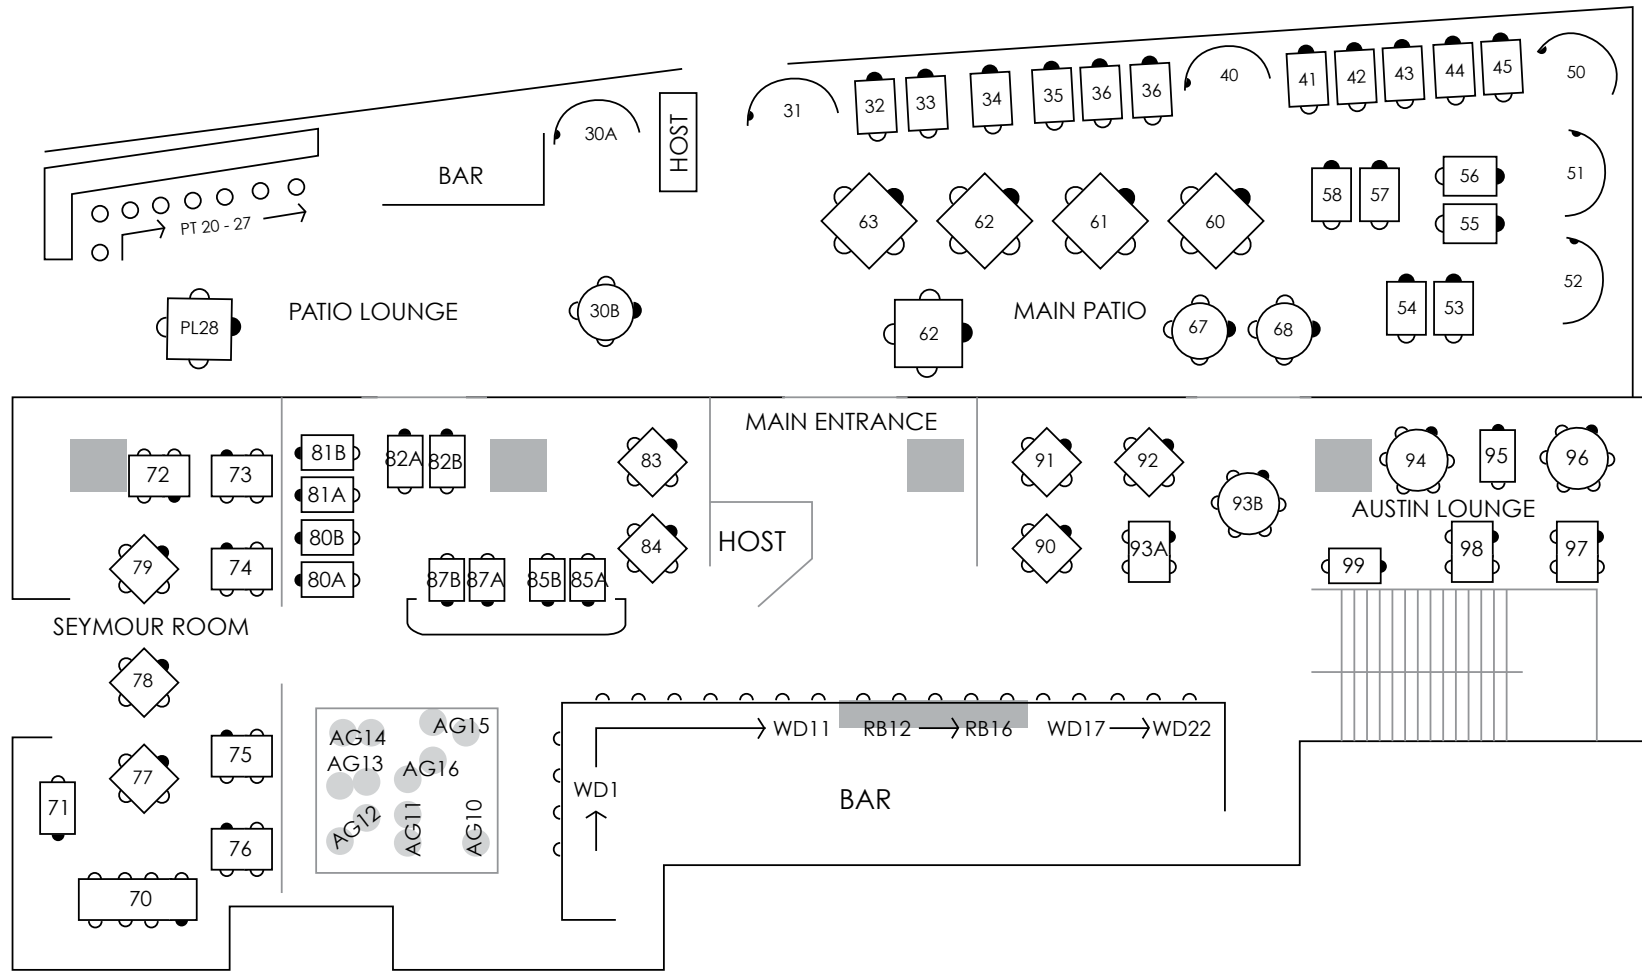 31
32
33
34
35
36
36
40
41
42
43
44
45
50
30A
HOST
BAR
PT 20 - 27
63
62
61
60
58
57
56
55
51
52
PL28
PATIO LOUNGE
30B
62
MAIN PATIO
67
68
54
53
MAIN ENTRANCE
72
73
81B
82A
82B
83
91
92
94
95
96
81A
93B
AUSTIN LOUNGE
80B
84
HOST
90
93A
98
97
79
74
80A
87B
87A
85B
85A
99
SEYMOUR ROOM
78
75
77
71
76
70
AG14
AG15
AG13
AG16
AG12
AG11
AG10
WD11
RB12
RB16
WD17
WD22
WD1
BAR